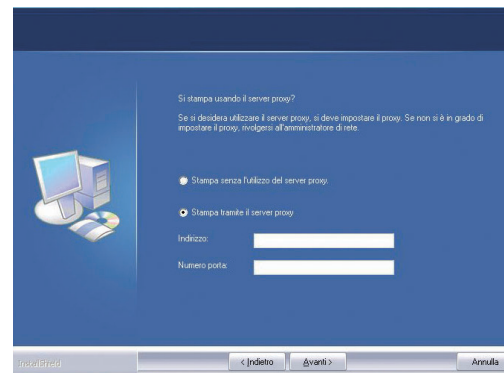 Si stampa usando il server proxy?
Se si desidera utilizzare il server proxy, si deve impostare il proxy. Se non si è in grado di
impostare il proxy, rivolgersi all'amministratore di rete.
Stampa senza l'utilizzo del server proxy.
Stampa tramite il server proxy
Indirizzo:
Numero porta:
InstallShield
< Indietro
Avanti >
Annulla